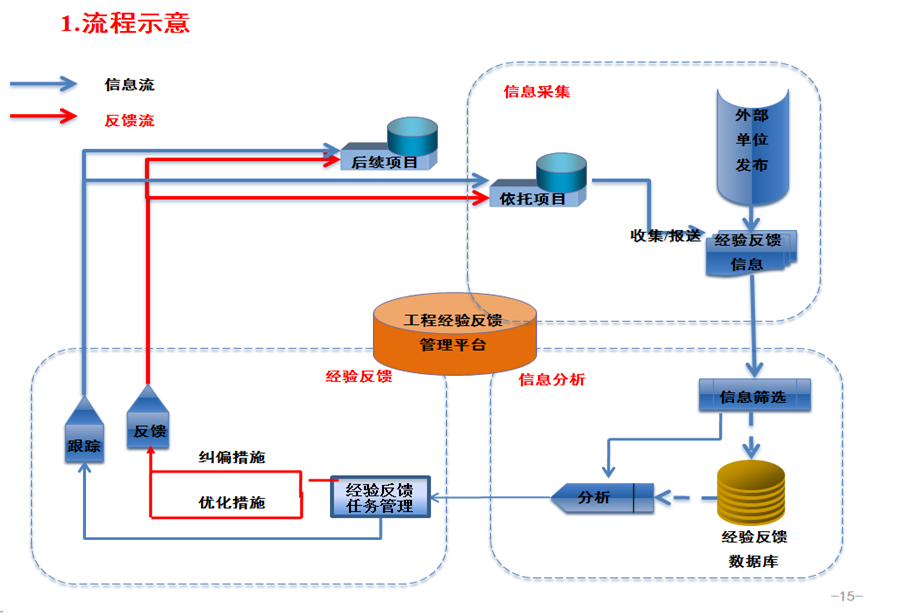 1.流程示意
信息流
反馈流
信息采集
外部
单位
发布
后续项目
依托项目
收集/报送
经验反馈
信息
工程经验反馈
管理平台
经验反馈
信息分析
信息筛选
跟踪
反馈
纠偏措施
优化措施
经验反馈
任务管理
分析
经验反馈
数据库
–15–